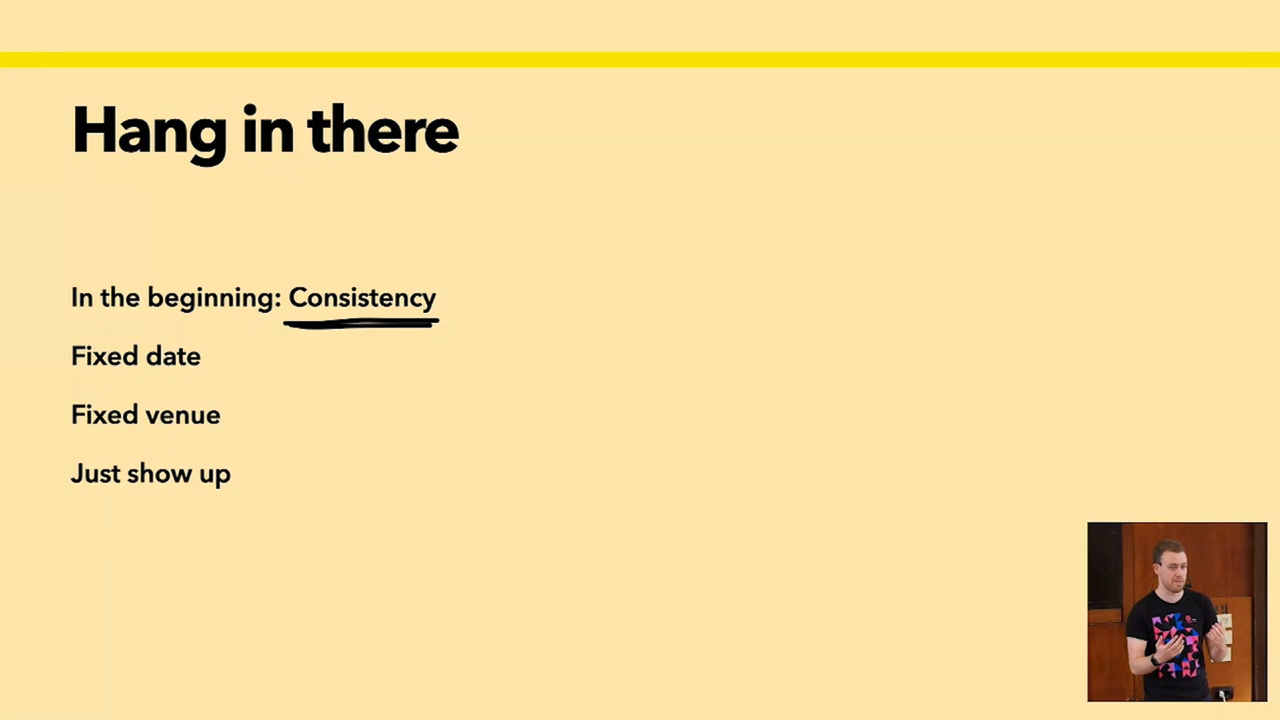 Hang in there
In the beginning: Consistency
Fixed date
Fixed venue
Just show up